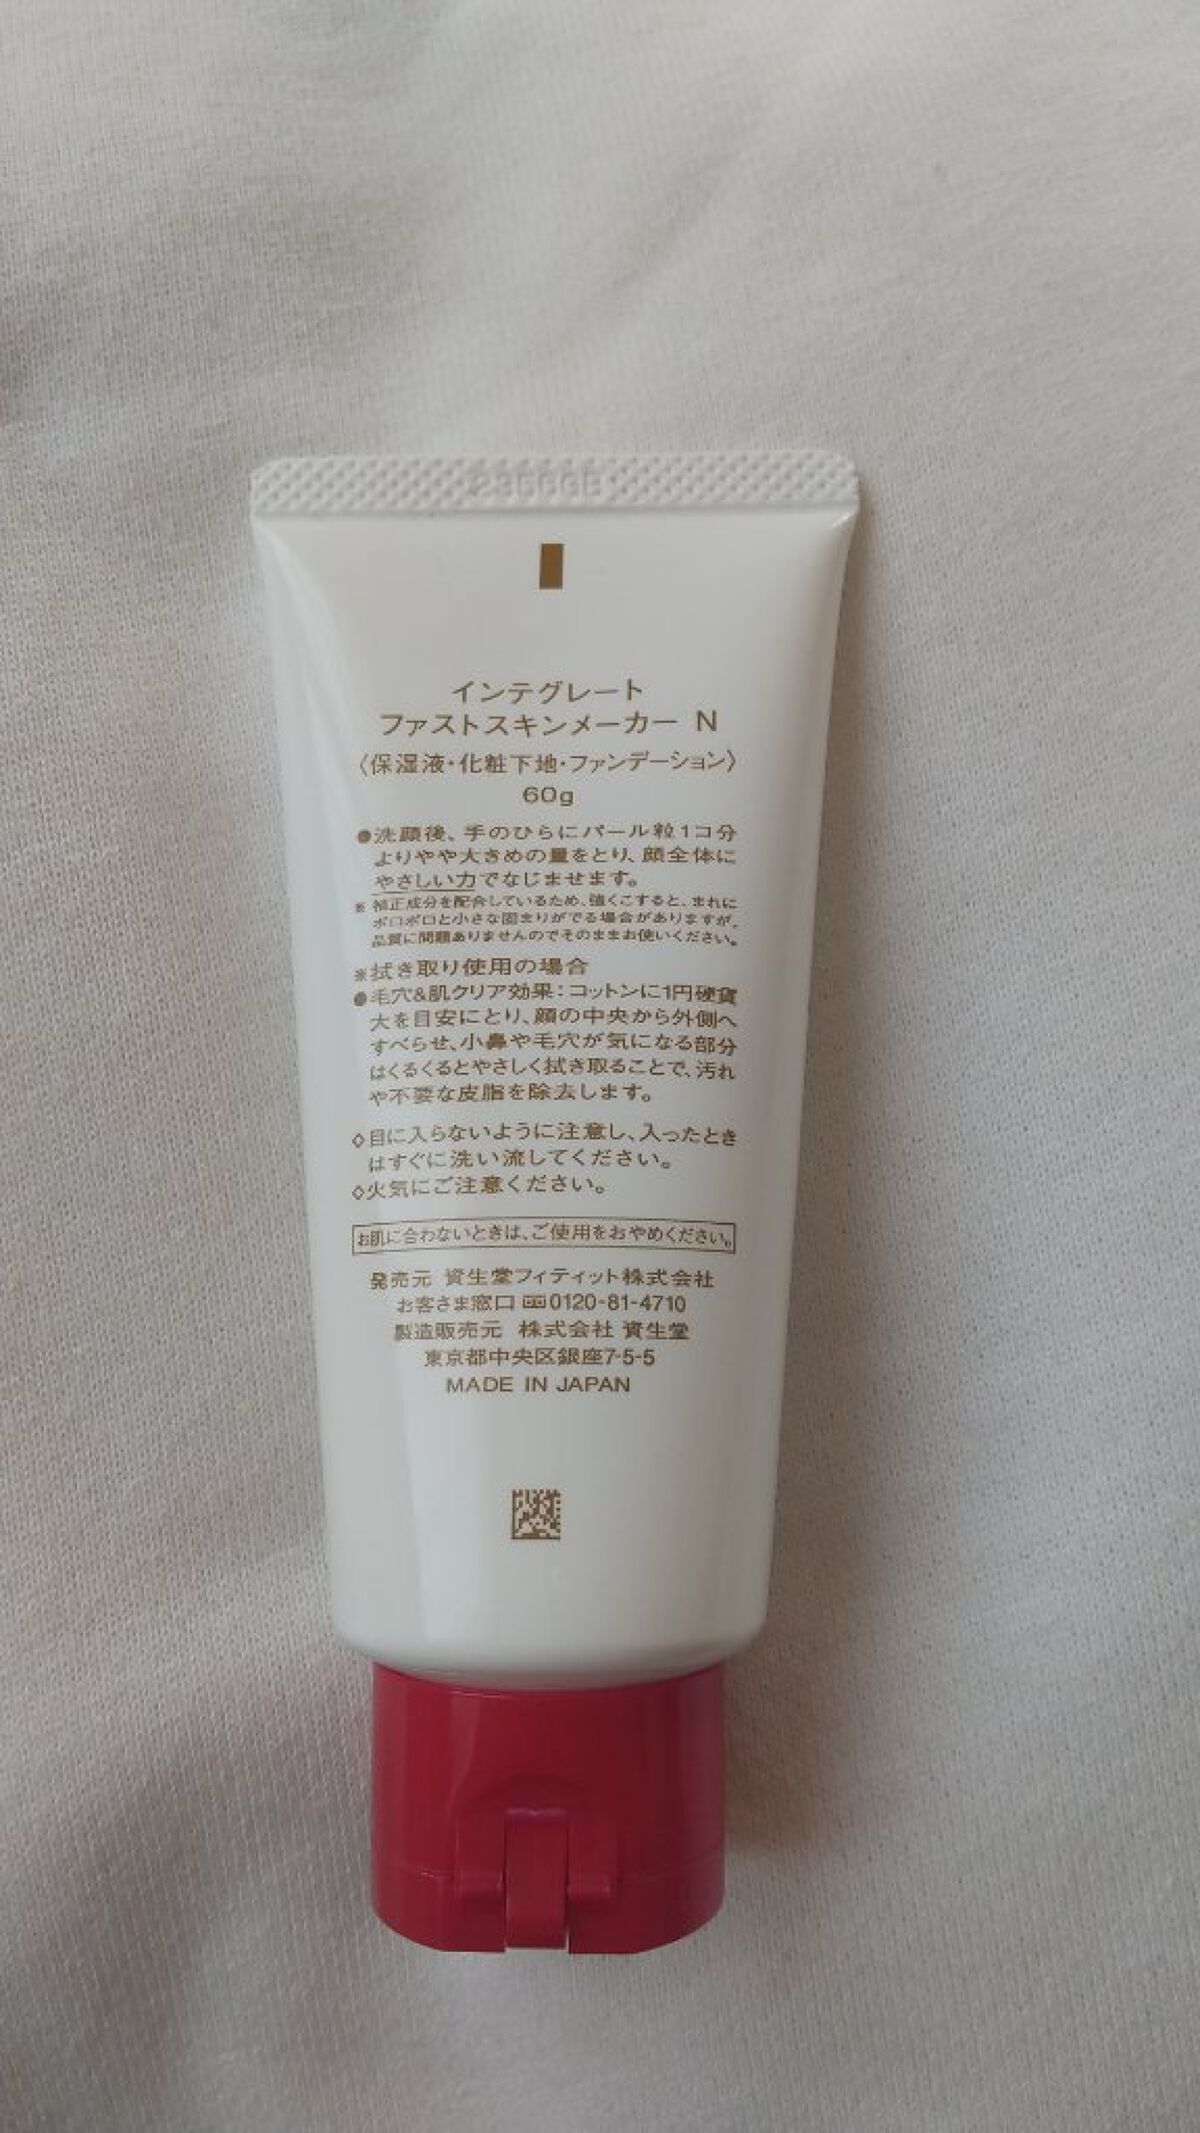 インテグレート
ファストスキンメーカー N
〈保湿液・化粧下地・ファンデーション〉
60g
●洗顔後、手のひらにパール粒1コ分
よりやや大きめの量をとり、顔全体に
やさしい力でなじませます。
※補正成分を配合しているため、強くこすると、まれに
ポロポロと小さな固まりがでる場合がありますが、
品質に問題ありませんのでそのままお使いください。
※拭き取り使用の場合
●毛穴&肌クリア効果：コットンに1円硬貨
大を目安にとり、顔の中央から外側へ
すべらせ、小鼻や毛穴が気になる部分
はくるくるとやさしく拭き取ることで、汚れ
や不要な皮脂を除去します。
◇目に入らないように注意し、入ったとき
はすぐに洗い流してください。
◇火気にご注意ください。
お肌に合わないときは、ご使用をおやめください。
発売元 資生堂フィティット株式会社
お客さま窓口 0120-81-4710
製造販売元 株式会社 資生堂
東京都中央区銀座7-5-5
MADE IN JAPAN